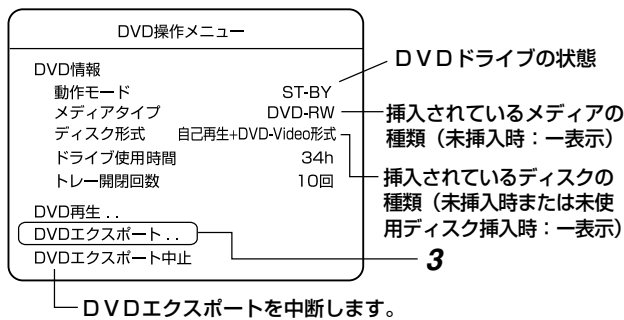 DVD操作メニュー
DVD情報
動作モード ST-BY
メディアタイプ DVD-RW
ディスク形式 自己再生+DVD-Video形式
ドライブ使用時間 34h
トレー開閉回数 10回
DVD再生 . .
DVDエクスポート . .
DVDエクスポート中止
ＤＶＤドライブの状態
挿入されているメディアの
種類（未挿入時：ー表示）
挿入されているディスクの
種類（未挿入時または未使
用ディスク挿入時：ー表示）
3
ＤＶＤエクスポートを中断します。